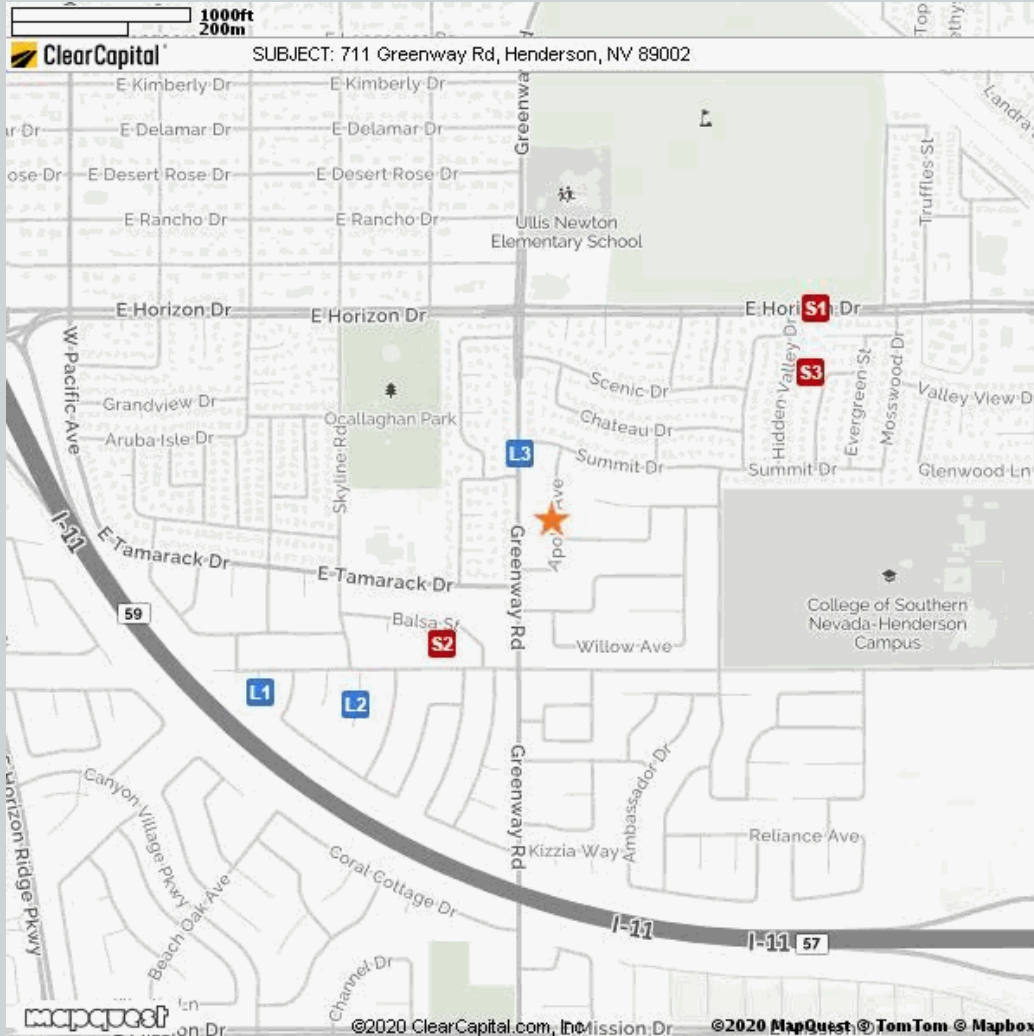 1000ft
200m
ClearCapital
SUBJECT: 711 Greenway Rd, Henderson, NV 89002
E Kimberly Dr
E Kimberly Dr
E Delamar Dr
E Delamar Dr
E Desert Rose Dr
E Desert Rose Dr
E Rancho Dr
E Rancho Dr
Ullis Newton
Elementary School
Truffles St
E Horizon Dr
E Horizon Dr
S1
W Pacific Ave
S3
Scenic Dr
Hidden Valley Dr
Evergreen St
Mosswood Dr
Valley View D
Grandview Dr
Ocallaghan Park
Chateau Dr
Aruba Isle Dr
Skyline Rd
L3
Summit Dr
Summit Dr
Glenwood Ln
I-11
E Tamarack Dr
E Tamarack Dr
Greenway Rd
College of Southern
Nevada-Henderson
Campus
59
Balsa St
S2
Willow Ave
L1
L2
Greenway Rd
Ambassador Dr
Canyon Village Pkwy
Reliance Ave
Kizzia Way
Coral Cottage Dr
Horizon Ridge Pkwy
Beach Oak Ave
I-11
I-11
57
Channel Dr
mapquest
©2020 ClearCapital.com, Inc
Mission Dr
©2020 MapQuest © TomTom © Mapbo